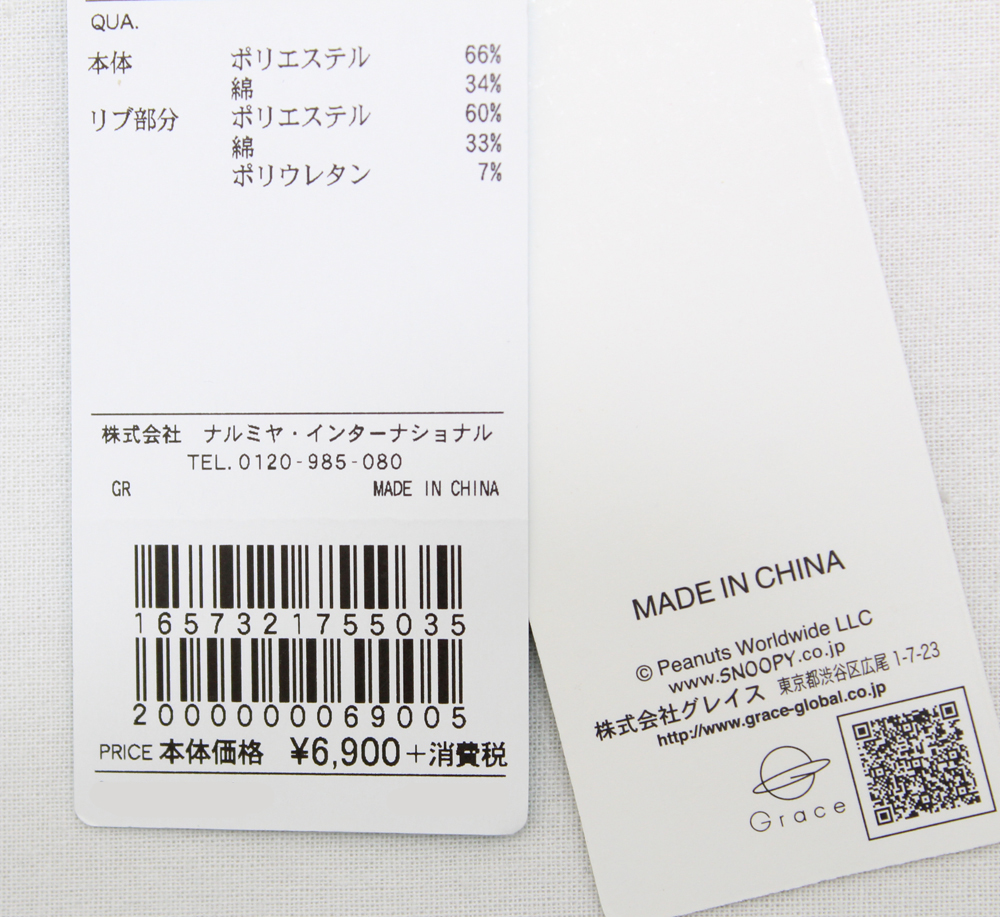 QUA.
本体 ポリエステル 66%
綿 34%
リブ部分 ポリエステル 60%
綿 33%
ポリウレタン 7%
株式会社 ナルミヤ・インターナショナル
TEL.0120-985-080
GR MADE IN CHINA
1657321755035
2000000069005
PRICE 本体価格 ¥6,900+消費税
MADE IN CHINA
© Peanuts Worldwide LLC
www.SNOOPY.co.jp
株式会社グレイス 東京都渋谷区広尾 1-7-23
http://www.grace-global.co.jp
Grace